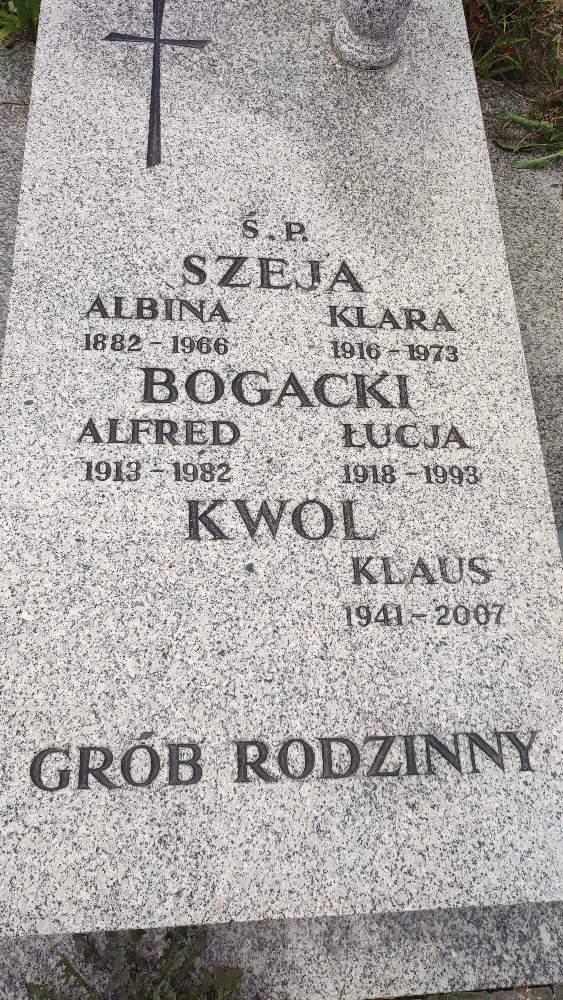 Ś.P.
SZEJA
ALBINA KLARA
1882 - 1966 1916 - 1973
BOGACKI
ALFRED ŁUCJA
1913 - 1982 1918 - 1993
KWOL
KLAUS
1941 - 2007
GRÓB RODZINNY